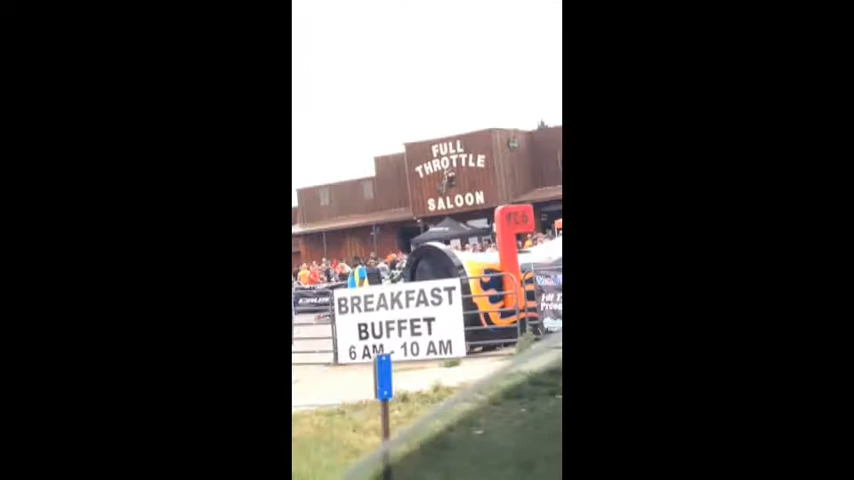 FULL
THROTTLE
SALOON
BREAKFAST
BUFFET
6 AM - 10 AM